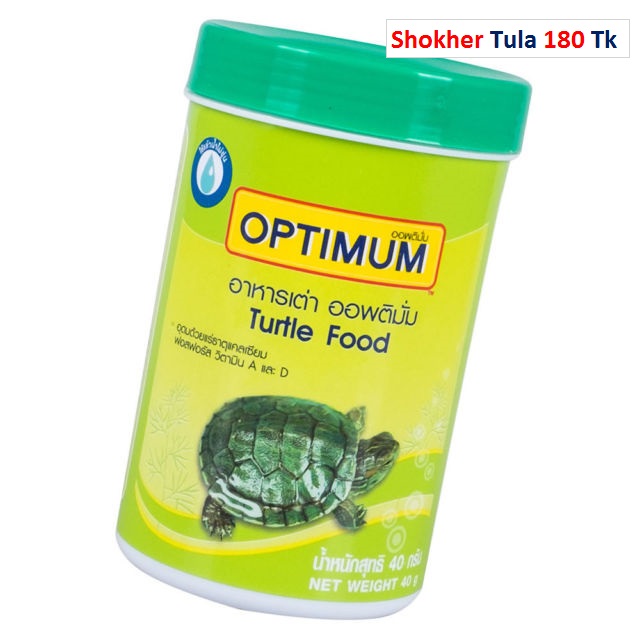 Shokher Tula 180 Tk
ออพติมั่ม
OPTIMUM
TM
อาหารเต่า ออพติมั่ม
Turtle Food
อุดมด้วยแร่ธาตุแคลเซียม
ฟอสฟอรัส วิตามิน A และ D
น้ำหนักสุทธิ 40 กรัม
NET WEIGHT 40 g